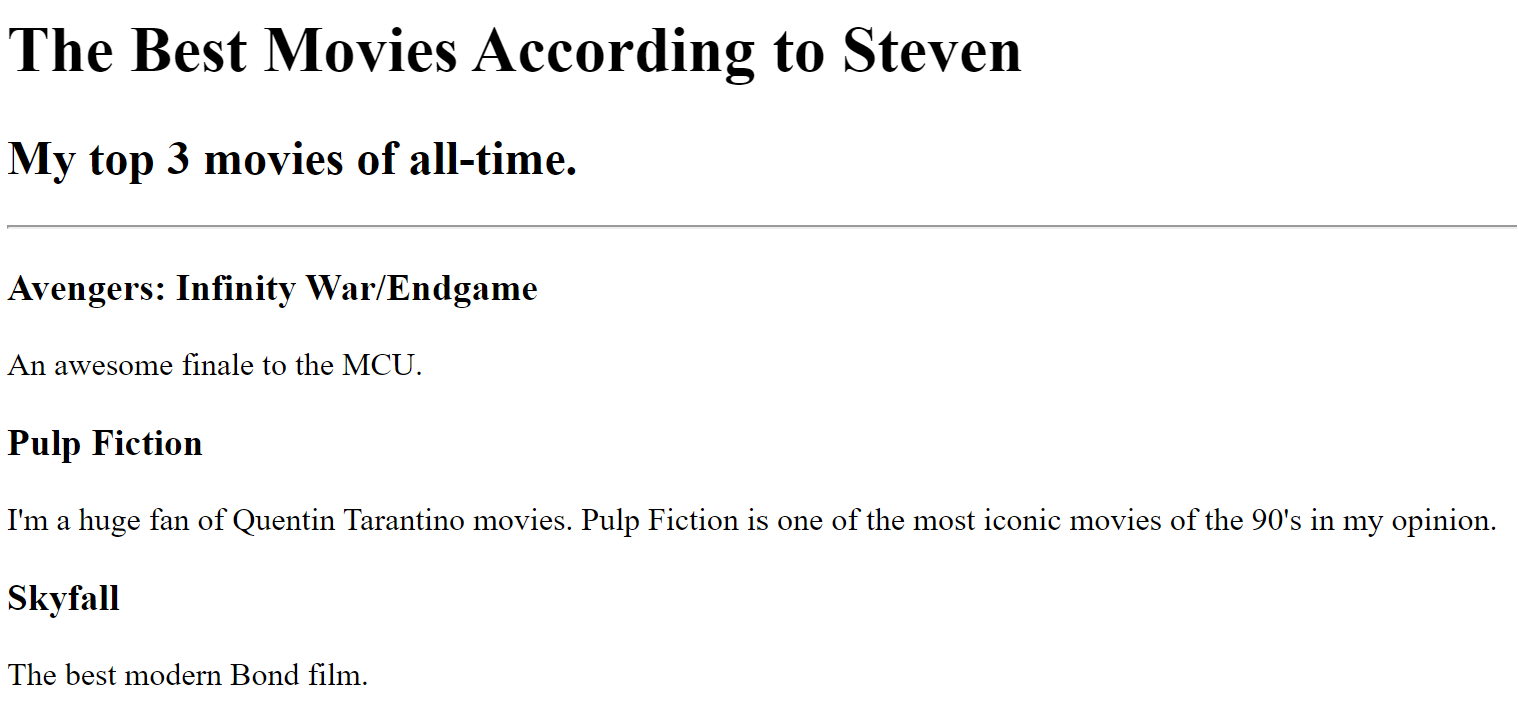 The Best Movies According to Steven
My top 3 movies of all-time.
Avengers: Infinity War/Endgame
An awesome finale to the MCU.
Pulp Fiction
I'm a huge fan of Quentin Tarantino movies. Pulp Fiction is one of the most iconic movies of the 90's in my opinion.
Skyfall
The best modern Bond film.